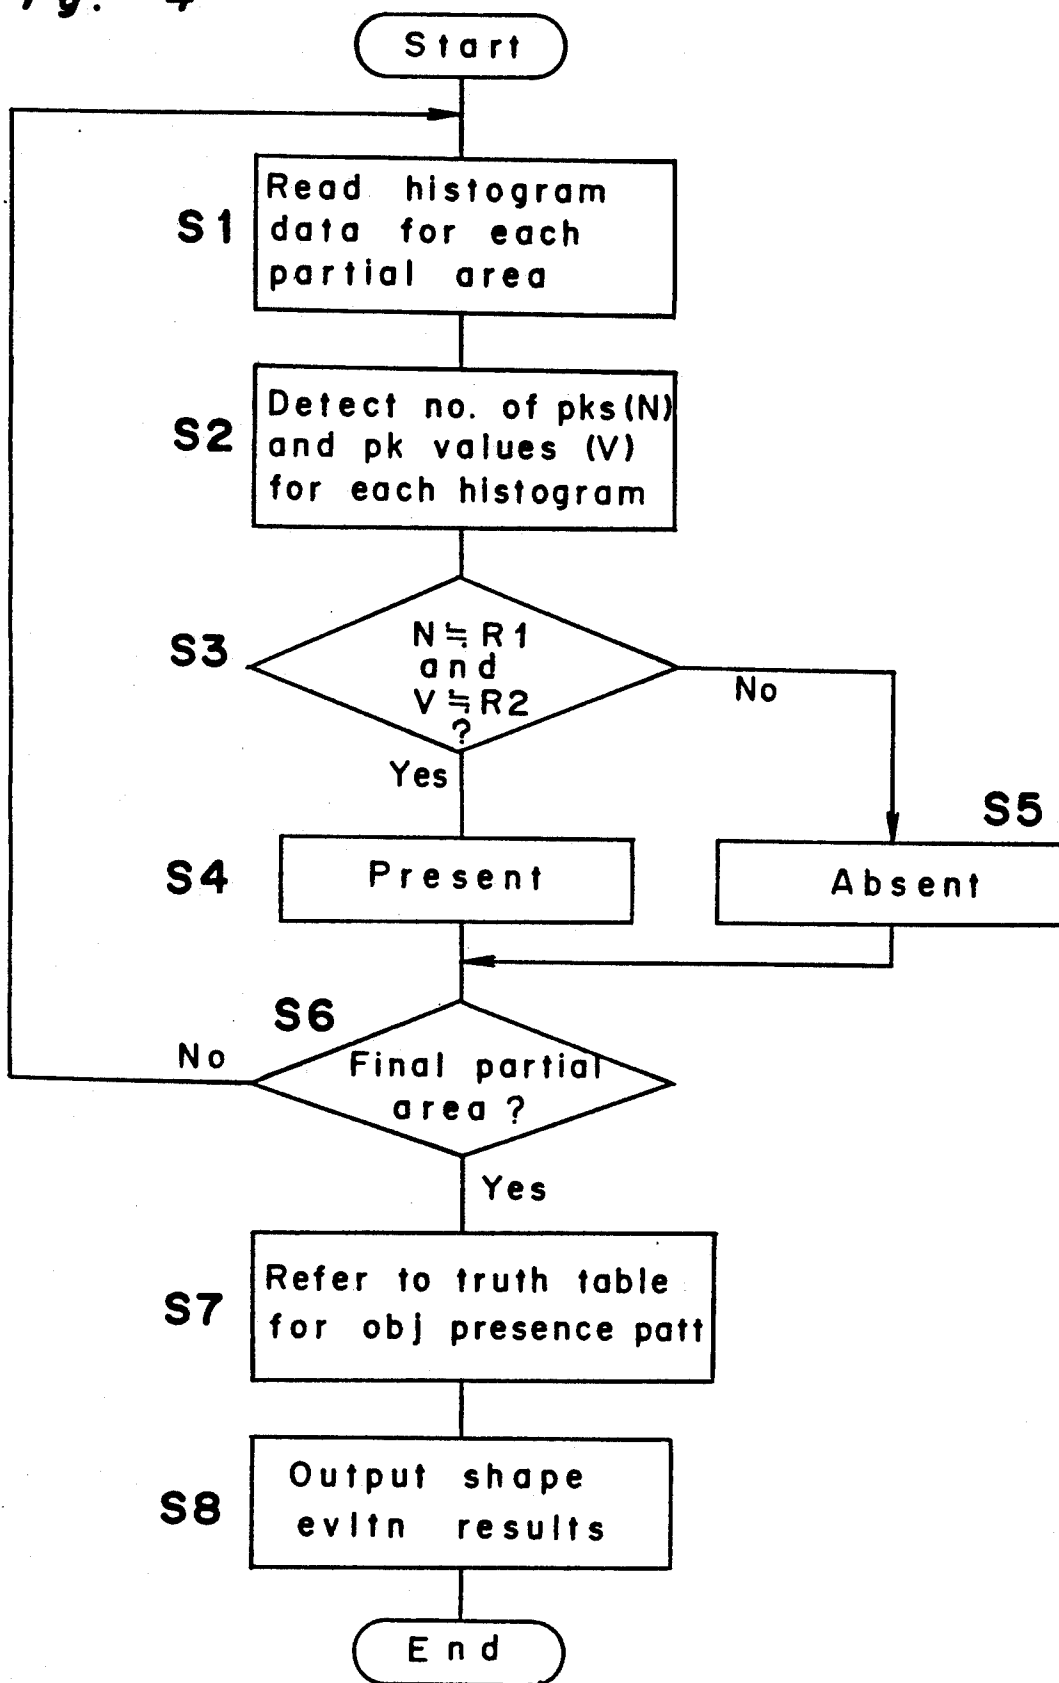 4
Start
Read histogram
data for each
partial area
S1
Detect no. of pks(N)
and pk values (V)
for each histogram
S2
N≒R1
and
V≒R2
?
S3
No
Yes
S5
Present
S4
Absent
S6
No
Final partial
area?
Yes
Refer to truth table
for obj presence patt
S7
Output shape
evltn results
S8
End